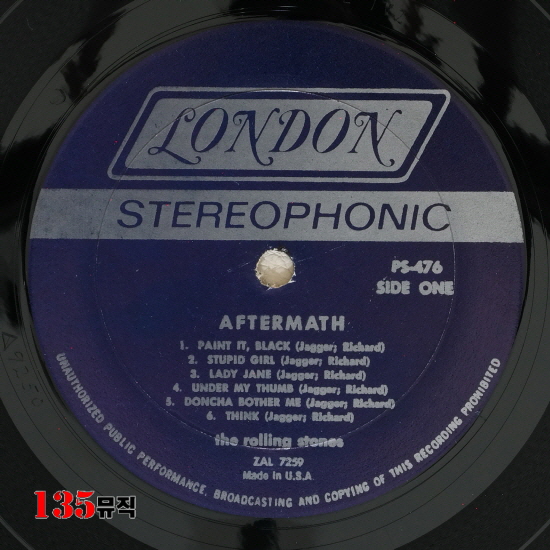 LONDON
STEREOPHONIC
PS-476
SIDE ONE
AFTERMATH
1. PAINT IT, BLACK (Jagger; Richard)
2. STUPID GIRL (Jagger; Richard)
3. LADY JANE (Jagger; Richard)
4. UNDER MY THUMB (Jagger; Richard)
5. DONCHA BOTHER ME (Jagger; Richard)
6. THINK (Jagger; Richard)
the rolling stones
ZAL 7259
Made in U.S.A.
UNAUTHORIZED PUBLIC PERFORMANCE, BROADCASTING AND COPYING OF THIS RECORDING PROHIBITED
135뮤직